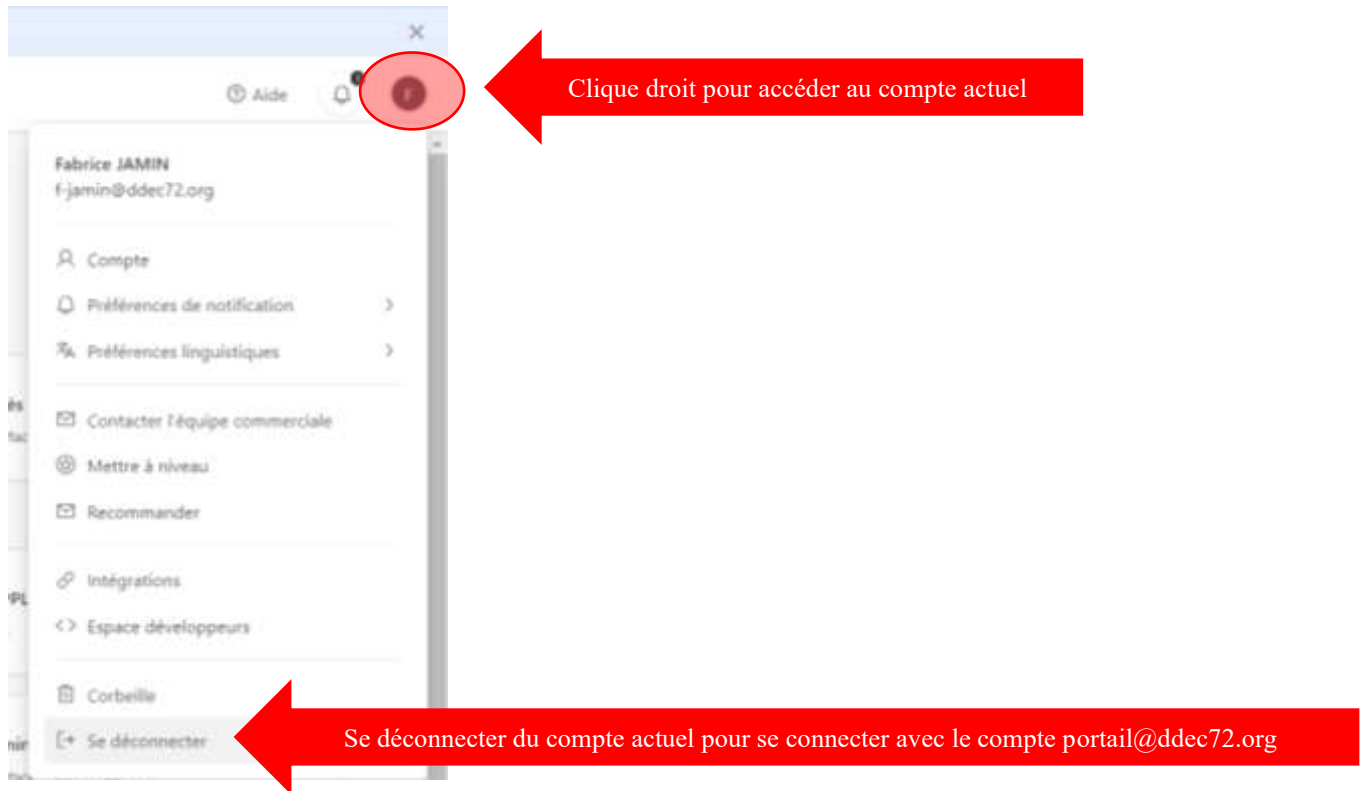 Aide
Clique droit pour accéder au compte actuel
Fabrice JAMIN
f-jamin@ddec72.org
Compte
Préférences de notification
Préférences linguistiques
Contacter l'équipe commerciale
Mettre à niveau
Recommander
Intégrations
Espace développeurs
Corbeille
Se déconnecter
Se déconnecter du compte actuel pour se connecter avec le compte portail@ddec72.org